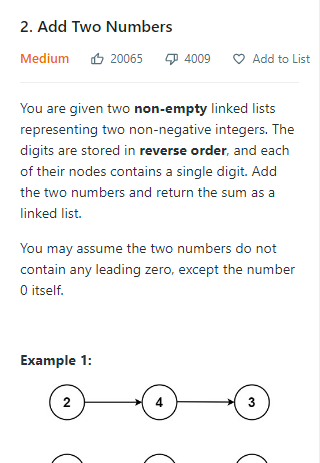 2. Add Two Numbers
Medium 20065 4009 Add to List
You are given two non-empty linked lists
representing two non-negative integers. The
digits are stored in reverse order, and each
of their nodes contains a single digit. Add
the two numbers and return the sum as a
linked list.
You may assume the two numbers do not
contain any leading zero, except the number
0 itself.
Example 1:
2 4 3